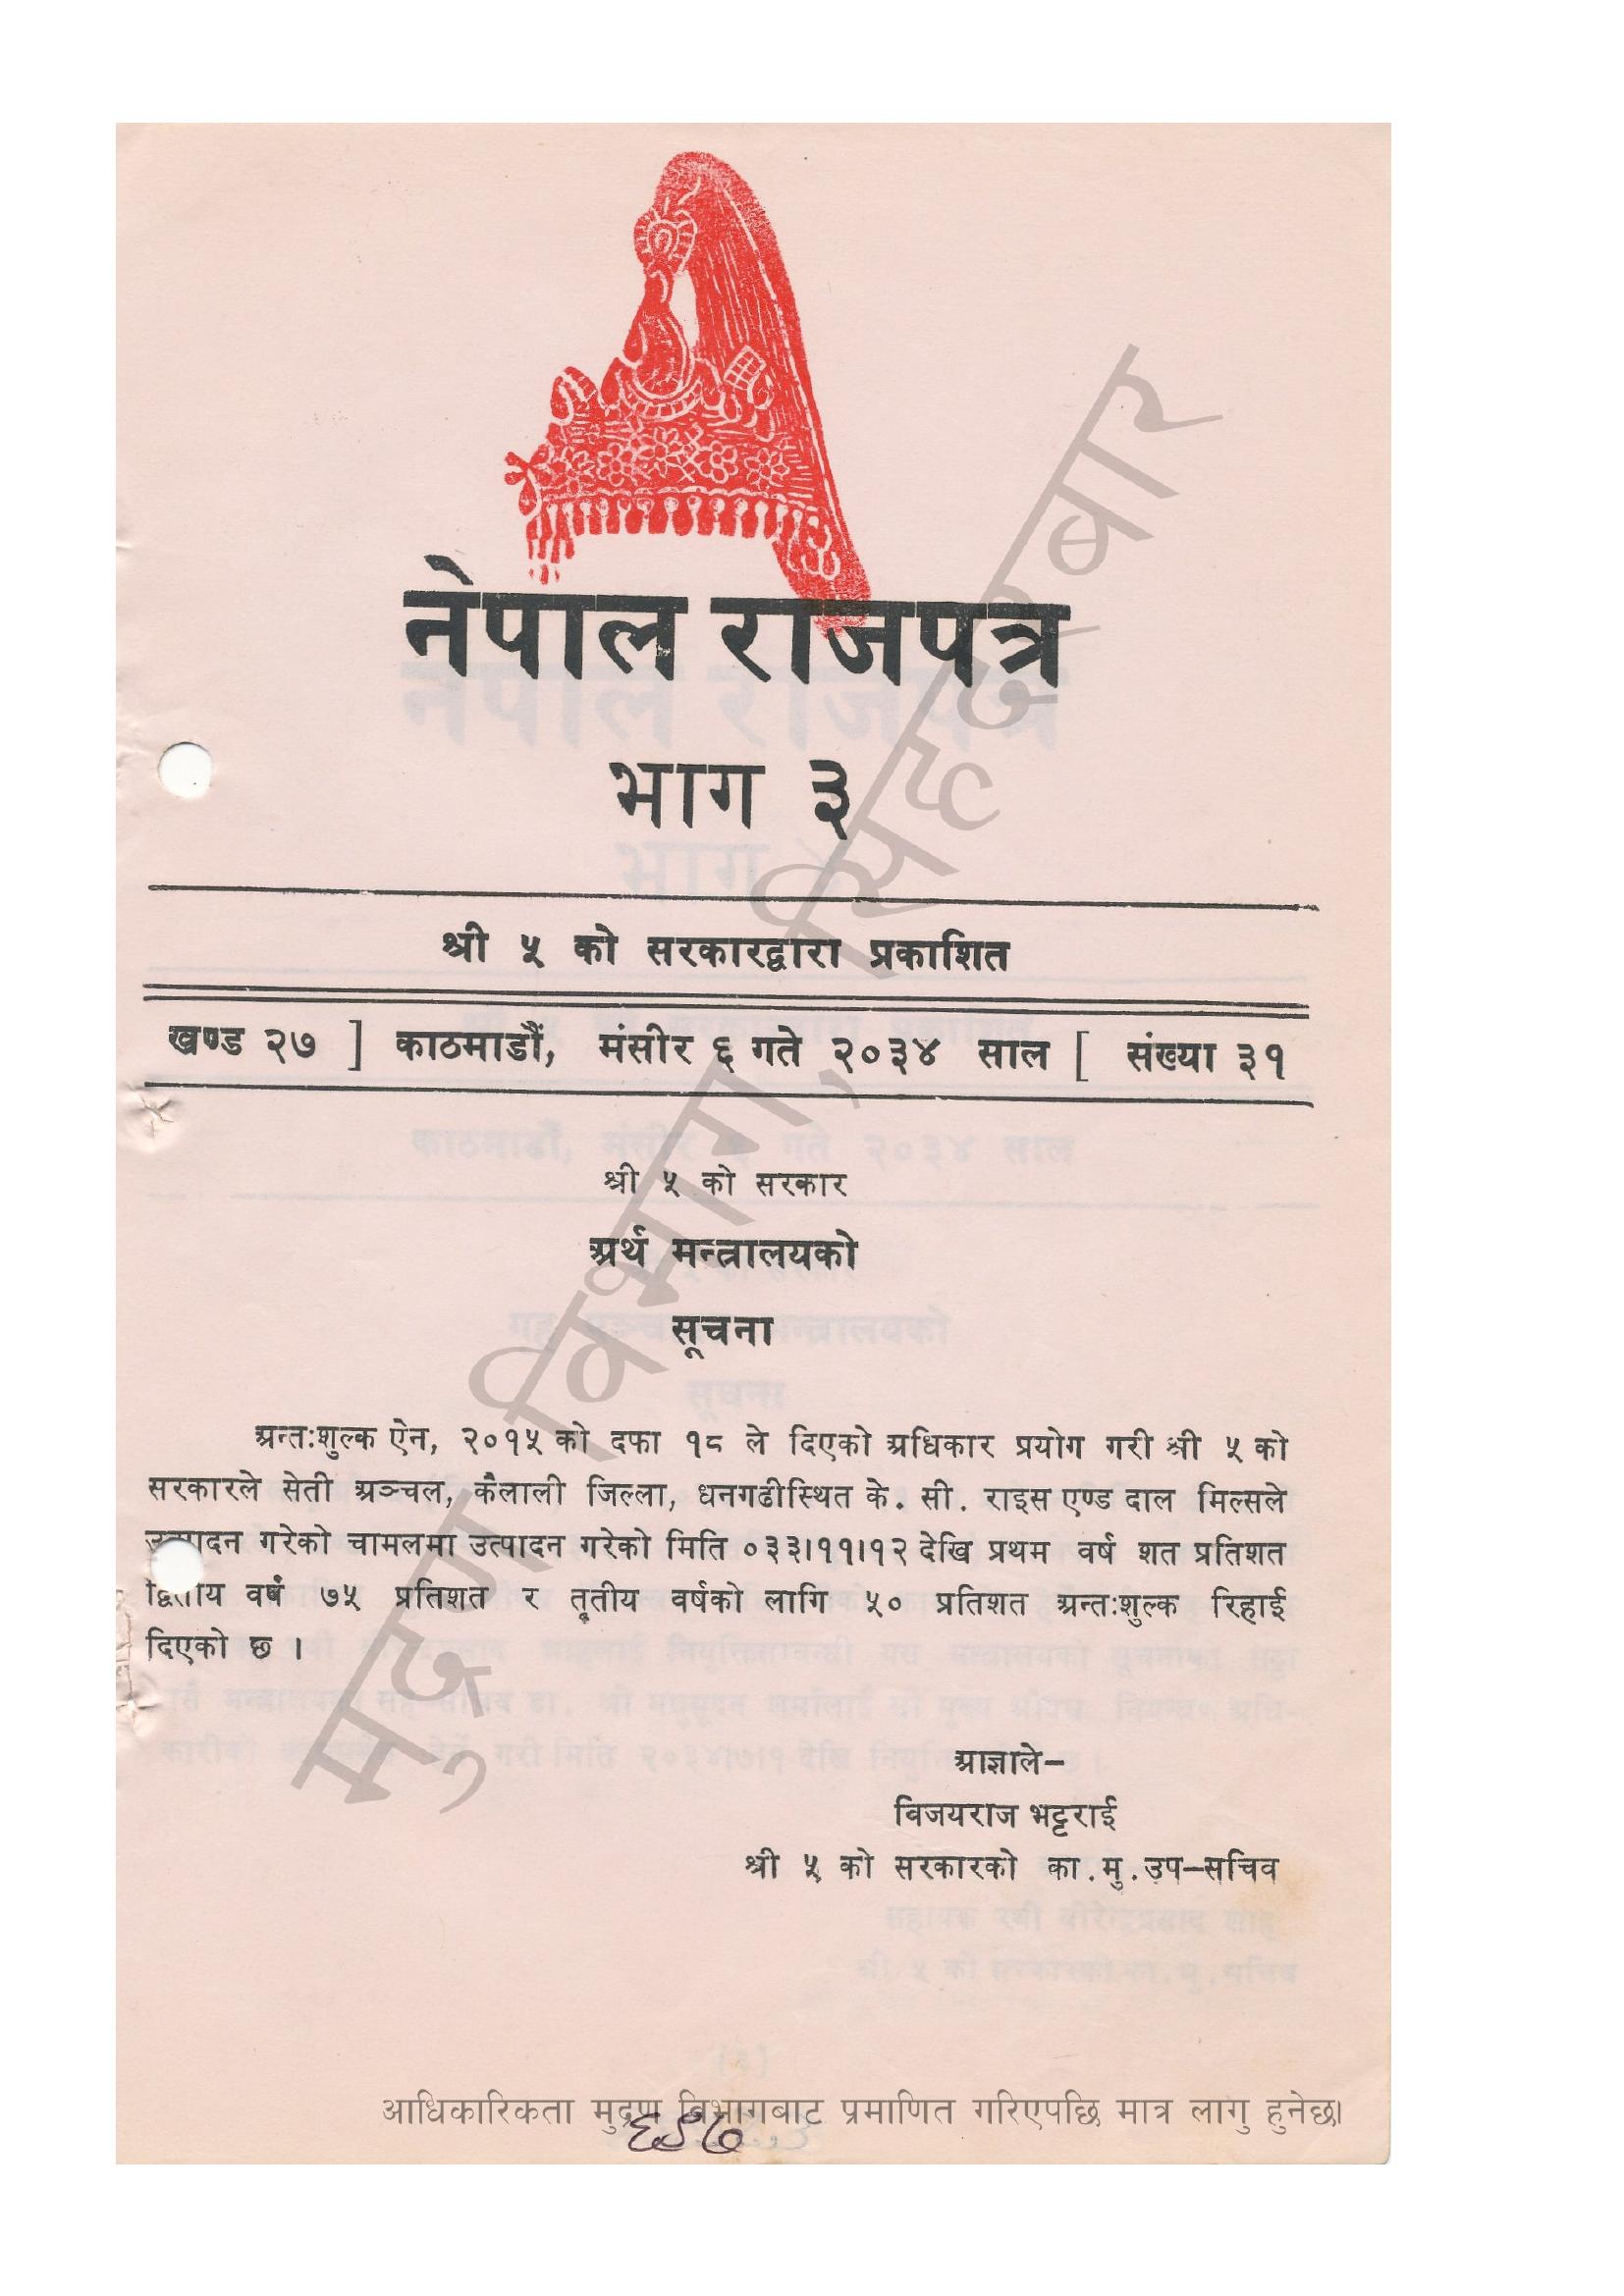 नेपाल राजपत्र
भाग ३
श्री ५ को सरकारद्वारा प्रकाशित
खण्ड २७ ] काठमाडौं, मंसीर ६ गते २०३४ साल [ संख्या ३१
श्री ५ को सरकार
अर्थ मन्त्रालयको
सूचना
अन्तःशुल्क ऐन, २०१५ को दफा १८ ले दिएको अधिकार प्रयोग गरी श्री ५ को
सरकारले सेती अञ्चल, कैलाली जिल्ला, धनगढीस्थित के. सी. राइस एण्ड दाल मिल्सले
उत्पादन गरेको चामलमा उत्पादन गरेको मिति ०३३।११।१२ देखि प्रथम वर्ष शत प्रतिशत
द्वितीय वर्ष ७५ प्रतिशत र तृतीय वर्षको लागि ५० प्रतिशत अन्तःशुल्क रिहाई
दिएको छ ।
आज्ञाले–
विजयराज भट्टराई
श्री ५ को सरकारको का.मु.उप–सचिव
आधिकारिकता मुद्रण विभागबाट प्रमाणित गरिएपछि मात्र लागु हुनेछ।
मुद्रण विभाग, सिंहदरबार